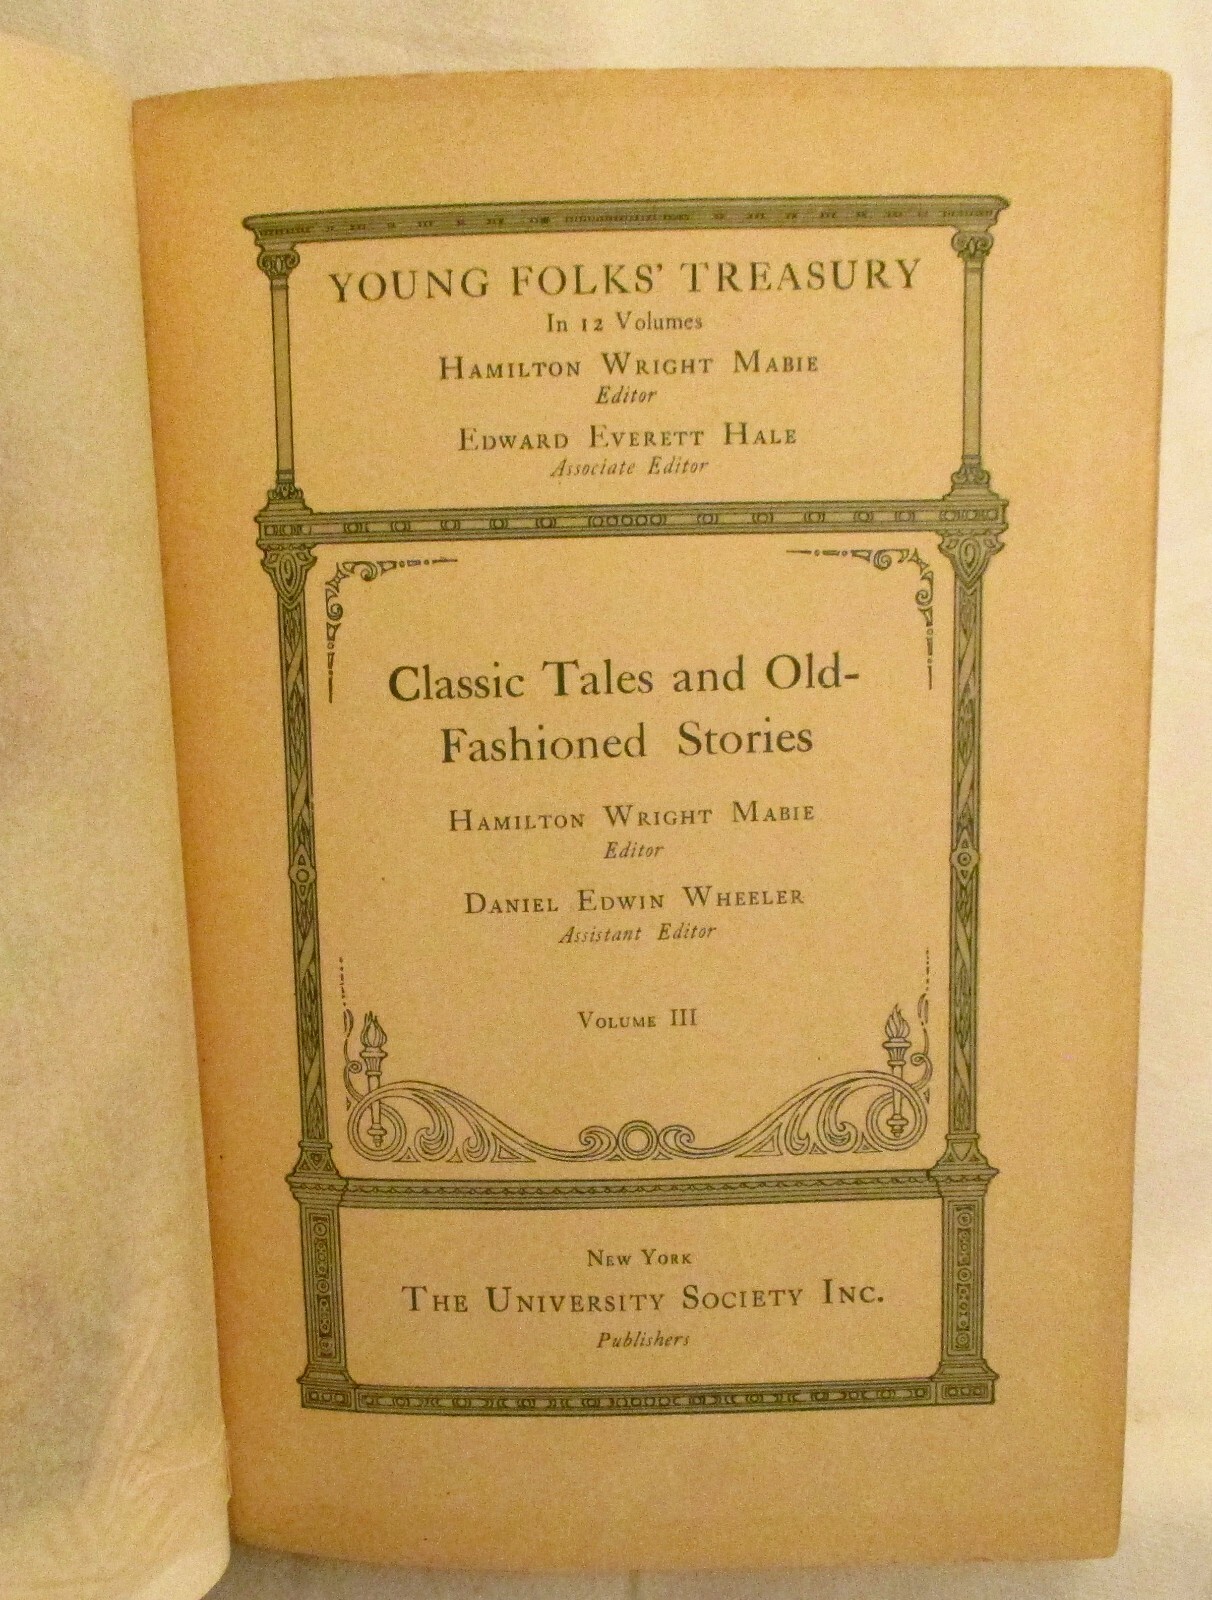 YOUNG FOLKS' TREASURY
In 12 Volumes
HAMILTON WRIGHT MABIE
Editor
EDWARD EVERETT HALE
Associate Editor
Classic Tales and Old-
Fashioned Stories
HAMILTON WRIGHT MABIE
Editor
DANIEL EDWIN WHEELER
Assistant Editor
VOLUME III
NEW YORK
THE UNIVERSITY SOCIETY INC.
Publishers